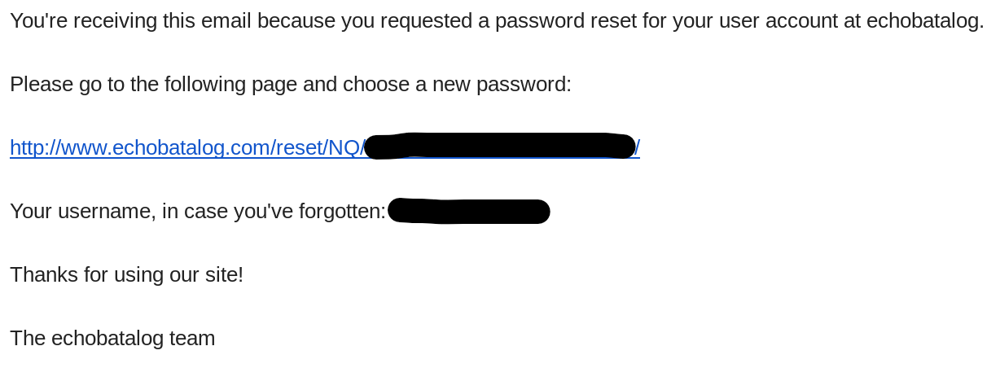 You're receiving this email because you requested a password reset for your user account at echobatalog.
Please go to the following page and choose a new password:
http://www.echobatalog.com/reset/NQ/ /
Your username, in case you've forgotten:
Thanks for using our site!
The echobatalog team